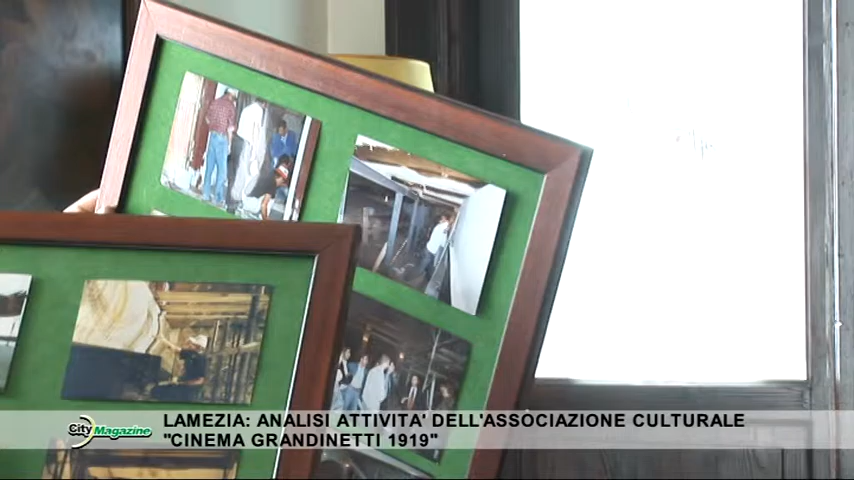 City Magazine
LAMEZIA: ANALISI ATTIVITA' DELL'ASSOCIAZIONE CULTURALE
"CINEMA GRANDINETTI 1919"